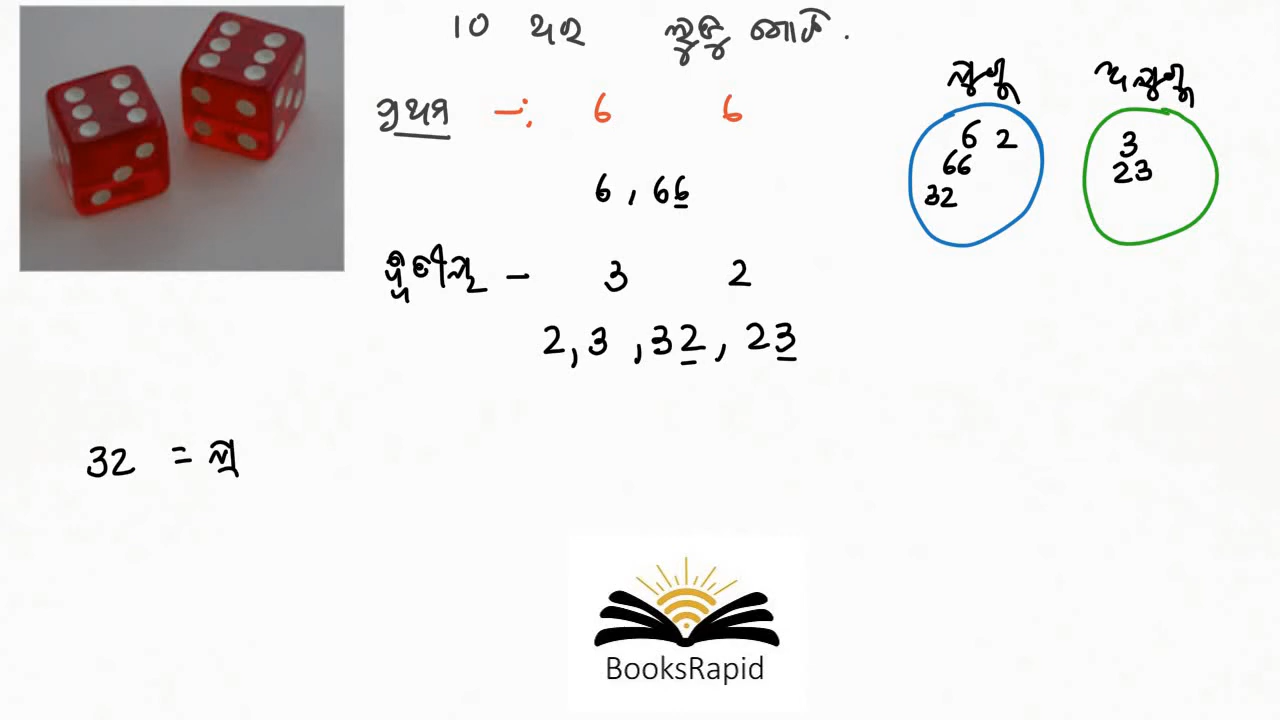 10 ଥର ଲୁଡୁ ଗୋଟି.
ଯୁଗ୍ମ ଅଯୁଗ୍ମ
ପ୍ରଥମ -: 6 6
6 2
66
32
3
23
6, 66
ଦ୍ୱିତୀୟ - 3 2
2, 3, 32, 23
32 = ଯୁ
BooksRapid